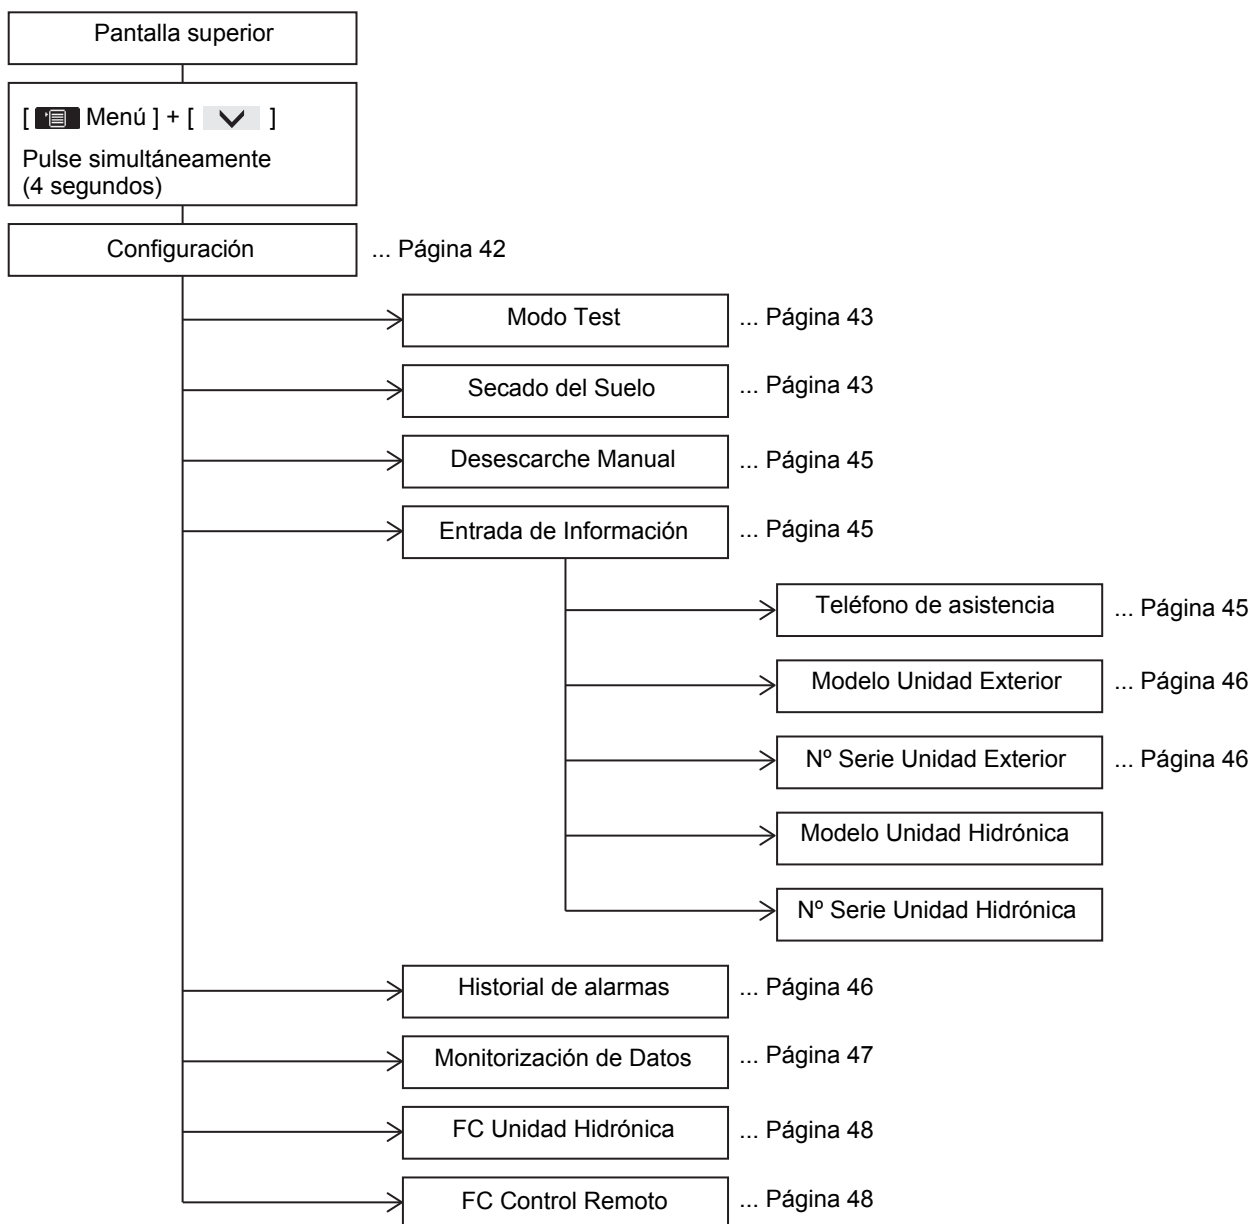 Pantalla superior
[ Menú ] + [ ]
Pulse simultáneamente
(4 segundos)
Configuración ... Página 42
Modo Test ... Página 43
Secado del Suelo ... Página 43
Desescarche Manual ... Página 45
Entrada de Información ... Página 45
Teléfono de asistencia ... Página 45
Modelo Unidad Exterior ... Página 46
Nº Serie Unidad Exterior ... Página 46
Modelo Unidad Hidrónica
Nº Serie Unidad Hidrónica
Historial de alarmas ... Página 46
Monitorización de Datos ... Página 47
FC Unidad Hidrónica ... Página 48
FC Control Remoto ... Página 48